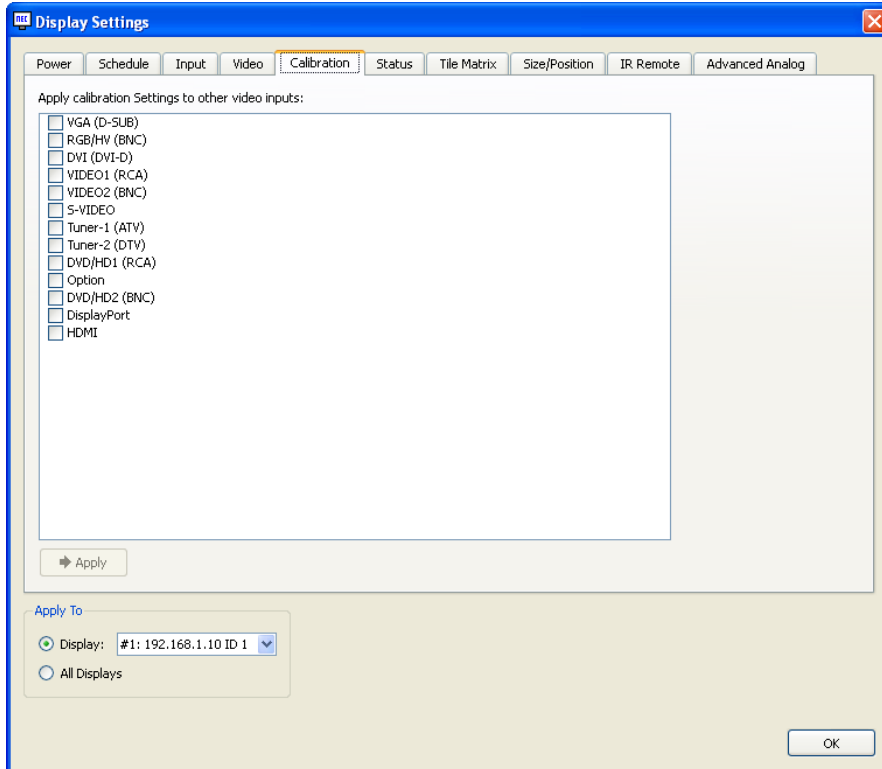 NEC Display Settings
Power Schedule Input Video Calibration Status Tile Matrix Size/Position IR Remote Advanced Analog
Apply calibration Settings to other video inputs:
VGA (D-SUB)
RGB/HV (BNC)
DVI (DVI-D)
VIDEO1 (RCA)
VIDEO2 (BNC)
S-VIDEO
Tuner-1 (ATV)
Tuner-2 (DTV)
DVD/HD1 (RCA)
Option
DVD/HD2 (BNC)
DisplayPort
HDMI
Apply
Apply To
Display: #1: 192.168.1.10 ID 1
All Displays
OK